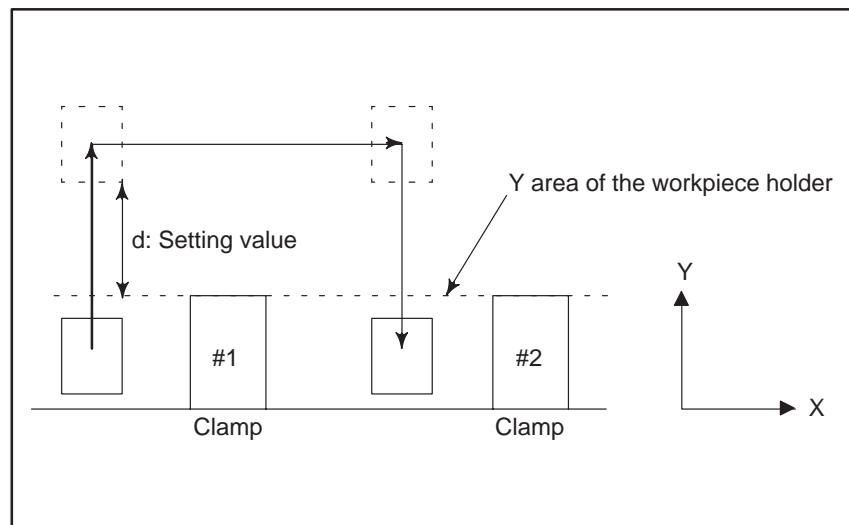 Y area of the workpiece holder
d: Setting value
Y
#1
#2
X
Clamp
Clamp